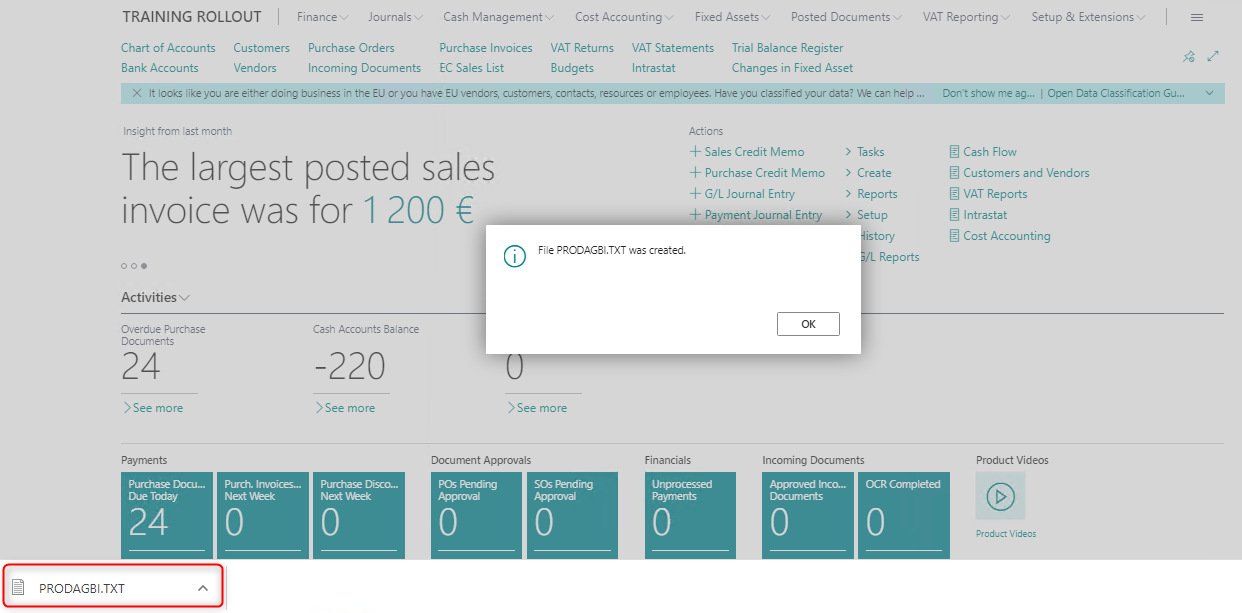 TRAINING ROLLOUT Finance Journals Cash Management Cost Accounting Fixed Assets Posted Documents VAT Reporting Setup & Extensions
Chart of Accounts Customers Purchase Orders Purchase Invoices VAT Returns VAT Statements Trial Balance Register
Bank Accounts Vendors Incoming Documents EC Sales List Budgets Intrastat Changes in Fixed Asset
It looks like you are either doing business in the EU or you have EU vendors, customers, contacts, resources or employees. Have you classified your data? We can help ... Don't show me ag... | Open Data Classification Gu...
Insight from last month
The largest posted sales
invoice was for 1 200 €
Actions
Sales Credit Memo Tasks Cash Flow
Purchase Credit Memo Create Customers and Vendors
G/L Journal Entry Reports VAT Reports
Payment Journal Entry Setup Intrastat
History Cost Accounting
G/L Reports
File PRODAGBI.TXT was created.
OK
Activities
Overdue Purchase
Documents
24
See more
Cash Accounts Balance
-220
See more
0
See more
Payments
Purchase Docu...
Due Today
24
Purch. Invoices...
Next Week
0
Purchase Disco...
Next Week
0
Document Approvals
POs Pending
Approval
0
SOs Pending
Approval
0
Financials
Unprocessed
Payments
0
Incoming Documents
Approved Inco...
Documents
0
OCR Completed
0
Product Videos
Product Videos
PRODAGBI.TXT